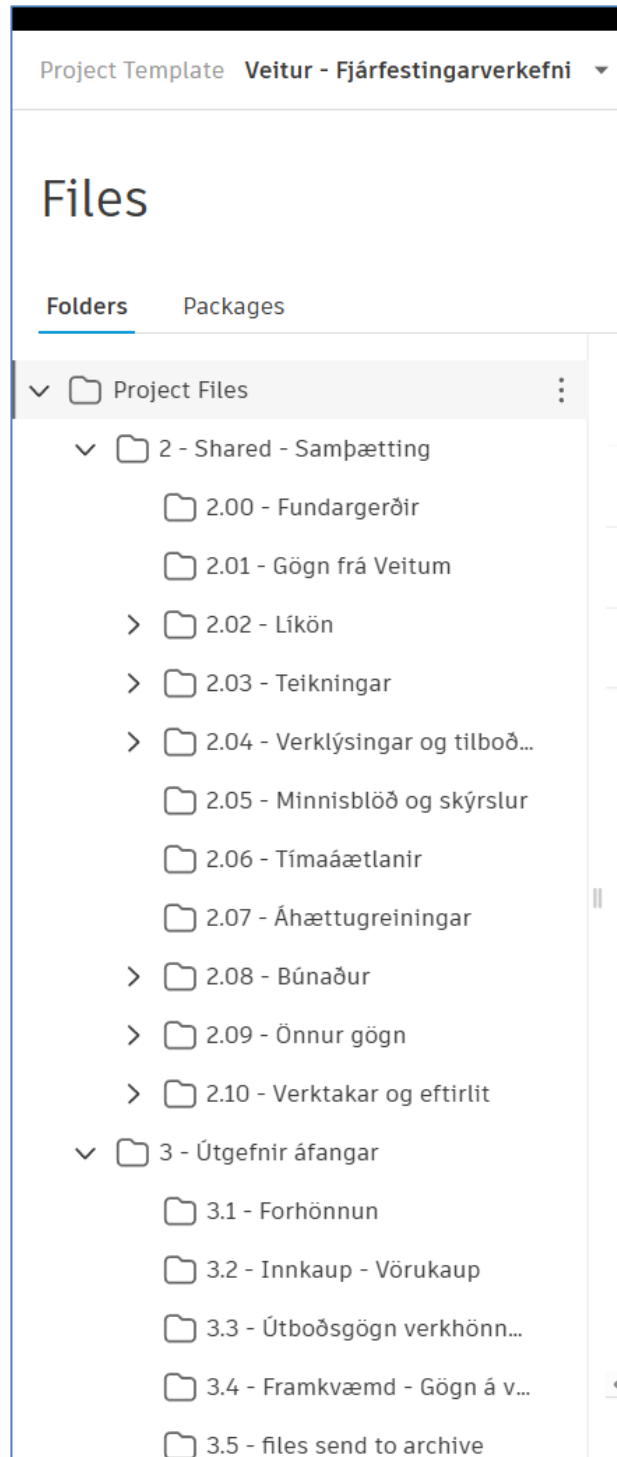 Project Template Veitur - Fjárfestingarverkefni
Files
Folders Packages
Project Files
2 - Shared - Samþætting
2.00 - Fundargerðir
2.01 - Gögn frá Veitum
2.02 - Líkön
2.03 - Teikningar
2.04 - Verklýsingar og tilboð...
2.05 - Minnisblöð og skýrslur
2.06 - Tímaáætlanir
2.07 - Áhættugreiningar
2.08 - Búnaður
2.09 - Önnur gögn
2.10 - Verktakar og eftirlit
3 - Útgefnir áfangar
3.1 - Forhönnun
3.2 - Innkaup - Vörukaup
3.3 - Útboðsgögn verkhönn...
3.4 - Framkvæmd - Gögn á v...
3.5 - files send to archive